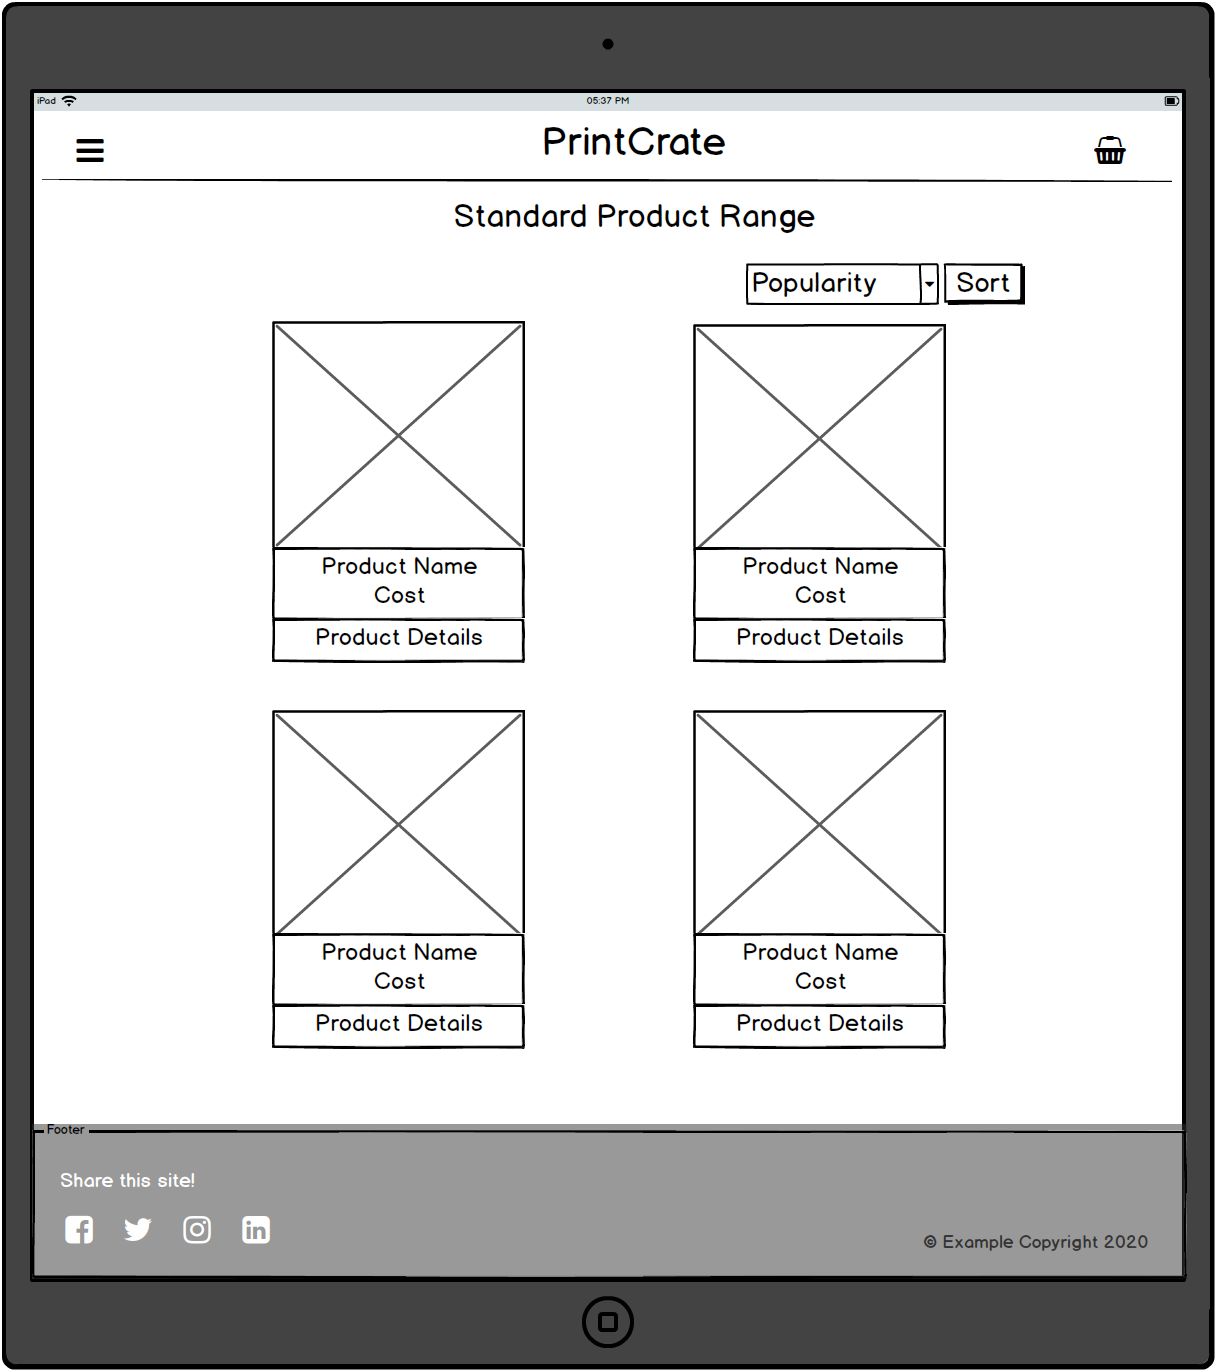 iPad
05:37 PM
PrintCrate
Standard Product Range
Popularity
Sort
Product Name
Cost
Product Details
Product Name
Cost
Product Details
Product Name
Cost
Product Details
Product Name
Cost
Product Details
Footer
Share this site!
© Example Copyright 2020